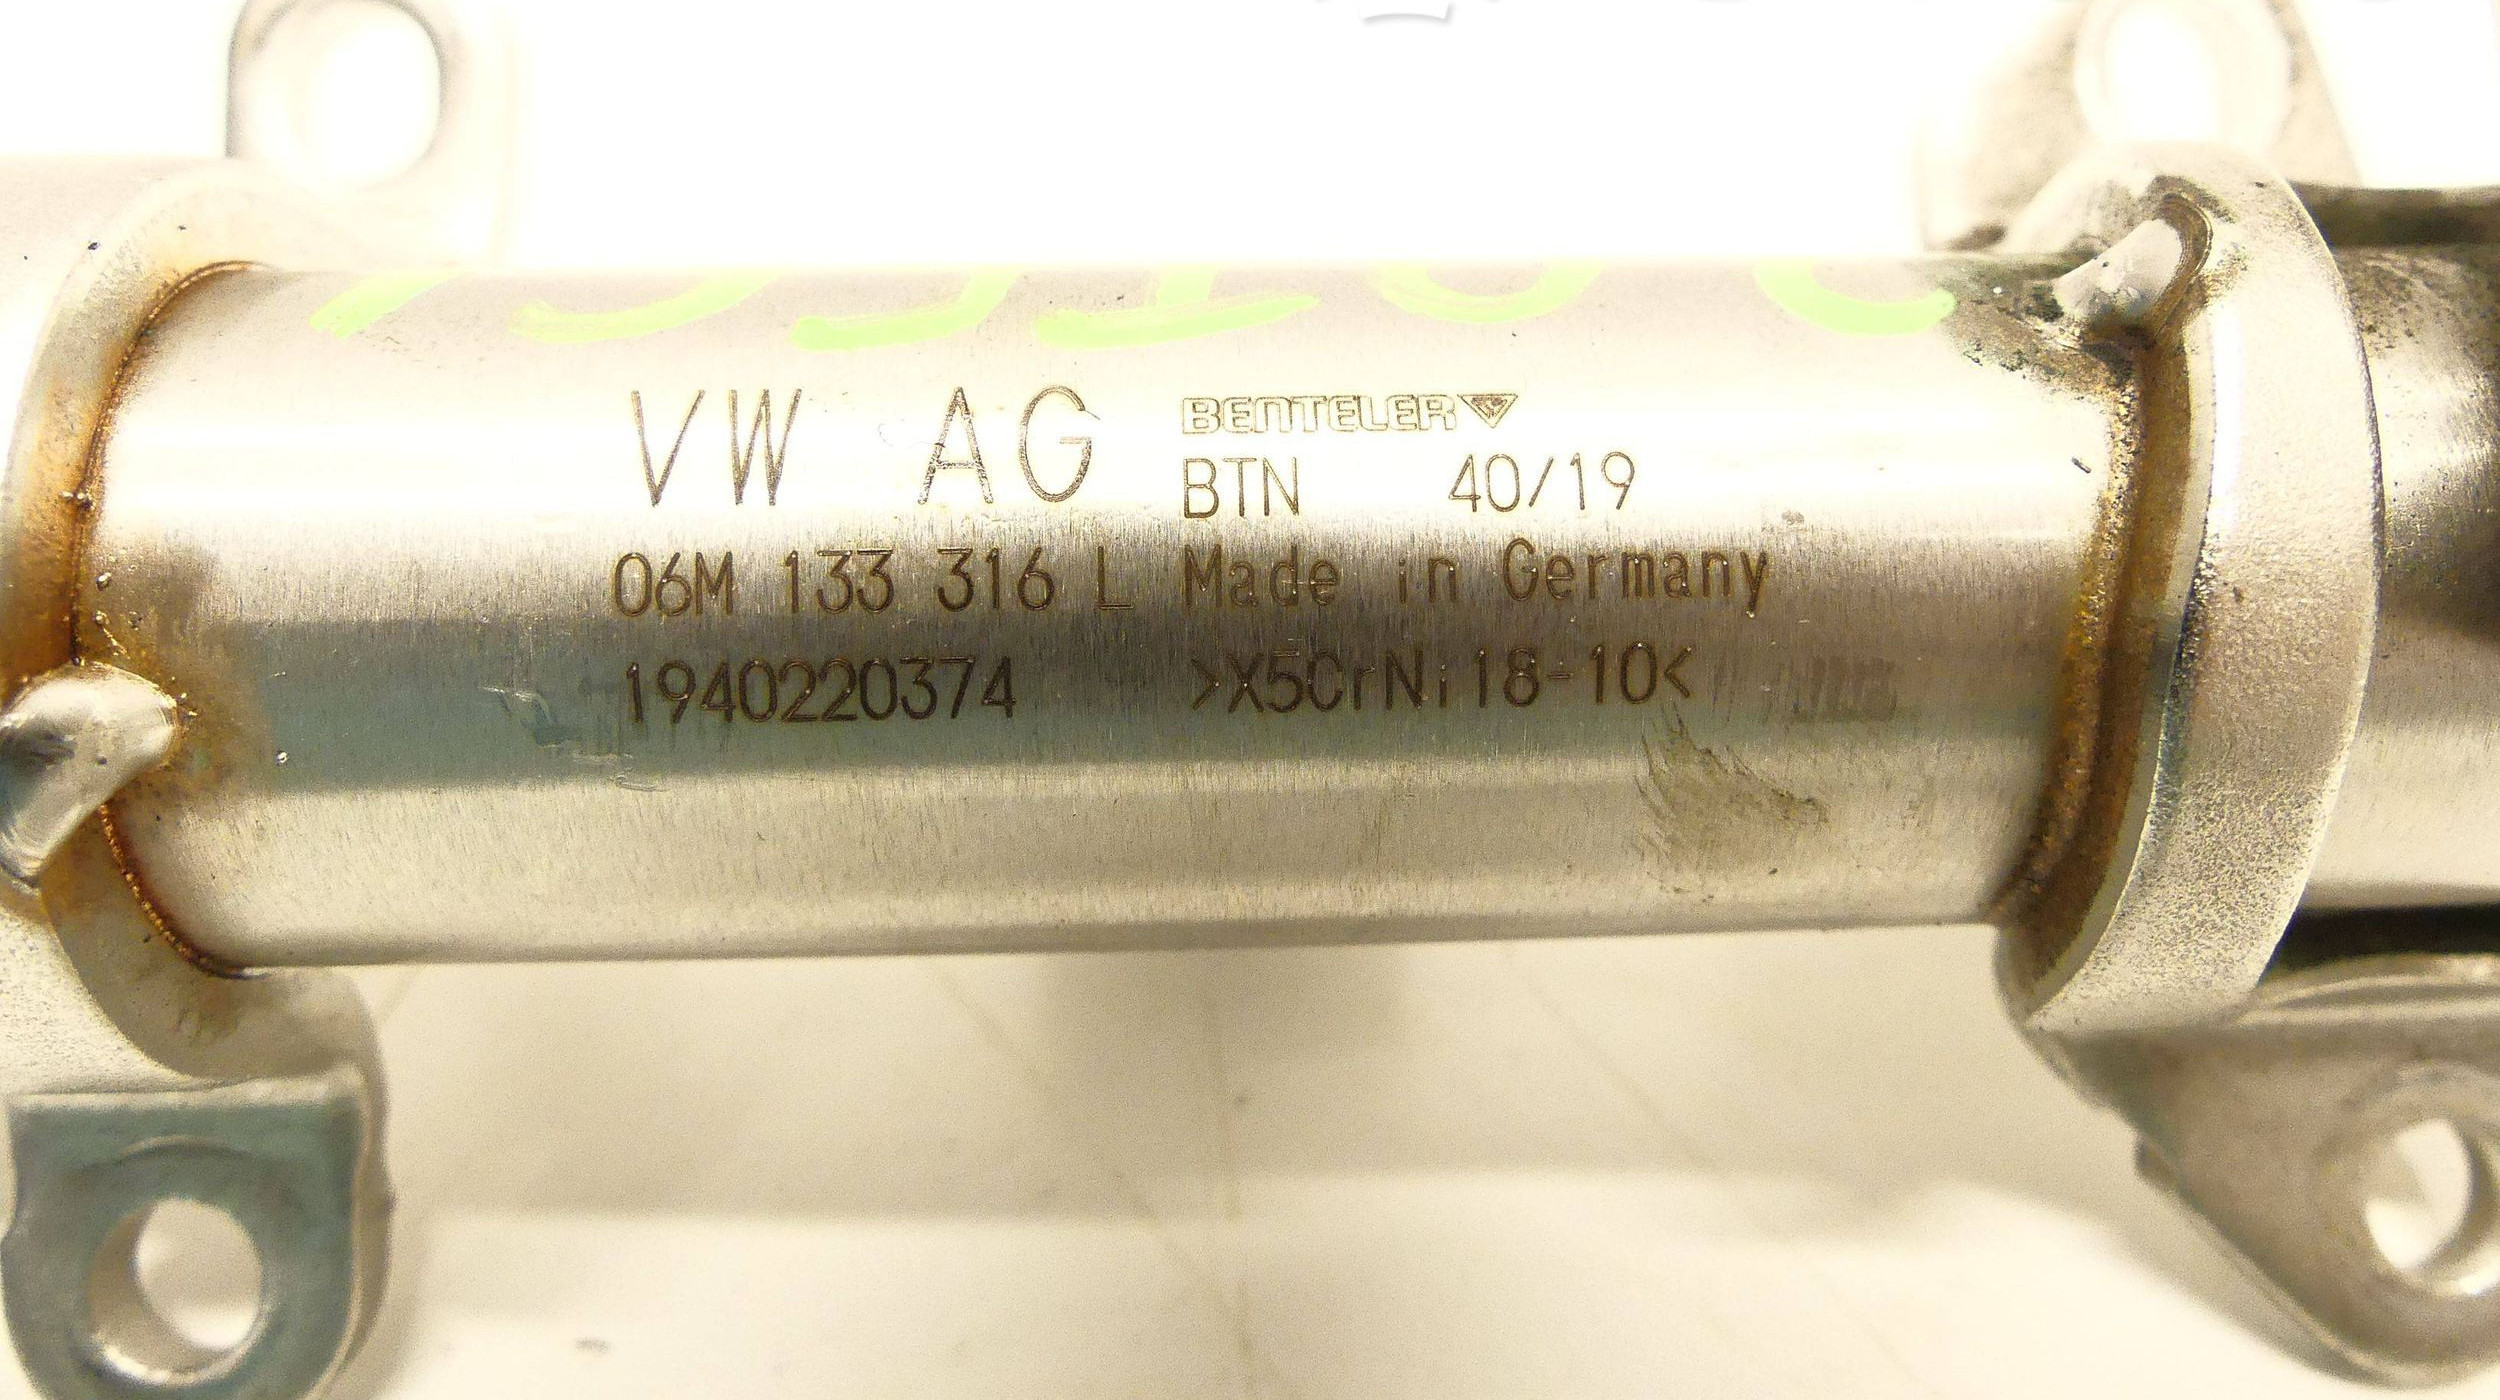 VW AG BENTELER
BTN 40/19
06M 133 316 L Made in Germany
1940220374 >X5CrNi18-10<